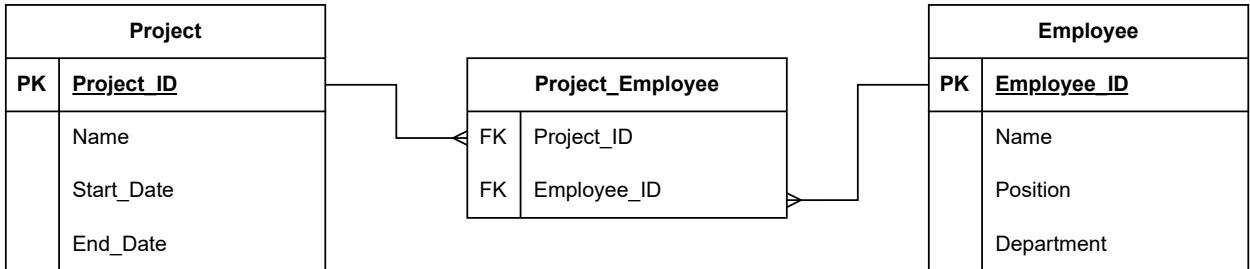 Project
PK Project_ID
Name
Start_Date
End_Date
Project_Employee
FK Project_ID
FK Employee_ID
Employee
PK Employee_ID
Name
Position
Department